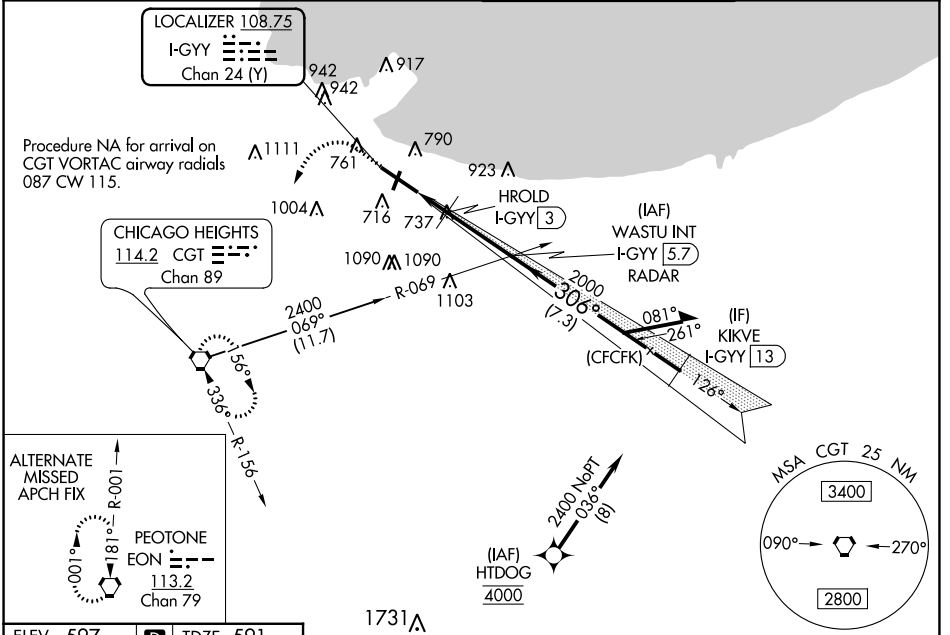 LOCALIZER 108.75
I-GYY
Chan 24 (Y)
942
942
917
Procedure NA for arrival on
CGT VORTAC airway radials
087 CW 115.
1111
761
790
923
1004
716
737
HROLD
I-GYY 3
(IAF)
WASTU INT
I-GYY 5.7
RADAR
CHICAGO HEIGHTS
114.2 CGT
Chan 89
1090
1090
R-069
1103
2400
069°
(11.7)
2000
306°
(7.3)
081°
261°
(IF)
KIKVE
I-GYY 13
(CFCFK)
126°
156°
336°
R-156
ALTERNATE
MISSED
APCH FIX
R-001
181°
001°
PEOTONE
EON
113.2
Chan 79
2400 NoPT
036°
(8)
(IAF)
HTDOG
4000
MSA CGT 25 NM
3400
090°
270°
2800
1731
ELEV 597
D
TDZE 591